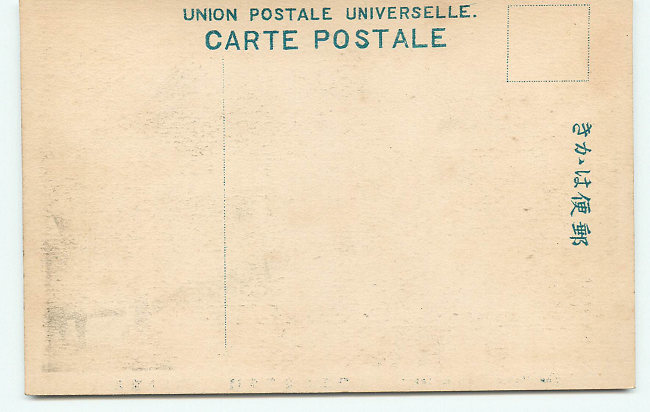 UNION POSTALE UNIVERSELLE.
CARTE POSTALE
郵便はかき